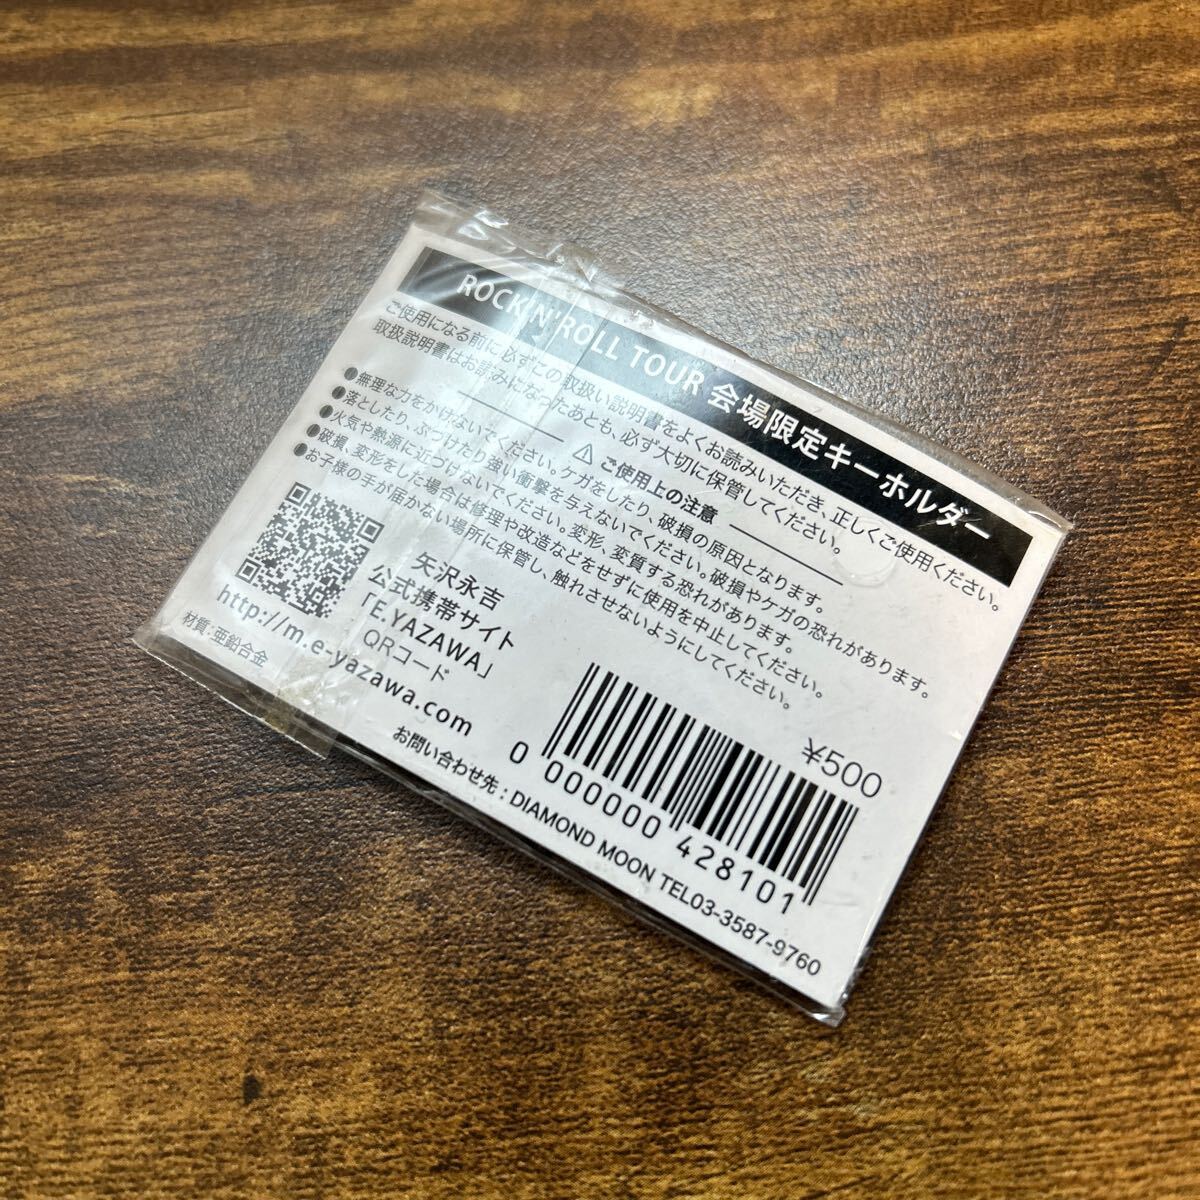 ROCK'N'ROLL TOUR 会場限定キーホルダー
ご使用になる前に必ずこの取扱い説明書をよくお読みいただき、正しくご使用ください。
取扱説明書はお読みになったあとも、必ず大切に保管してください。
⚠ ご使用上の注意
●無理な力をかけないでください。ケガをしたり、破損の原因となります。
●落としたり、ぶつけたり強い衝撃を与えないでください。破損やケガの恐れがあります。
●火気や熱源に近づけないでください。変形、変質する恐れがあります。
●破損、変形をした場合は修理や改造などをせずに使用を中止してください。
●お子様の手が届かない場所に保管し、触れさせないようにしてください。
矢沢永吉
公式携帯サイト
「E.YAZAWA」
QRコード
http://m.e-yazawa.com
材質:亜鉛合金
¥500
0 000000 428101
お問い合わせ先:DIAMOND MOON TEL03-3587-9760